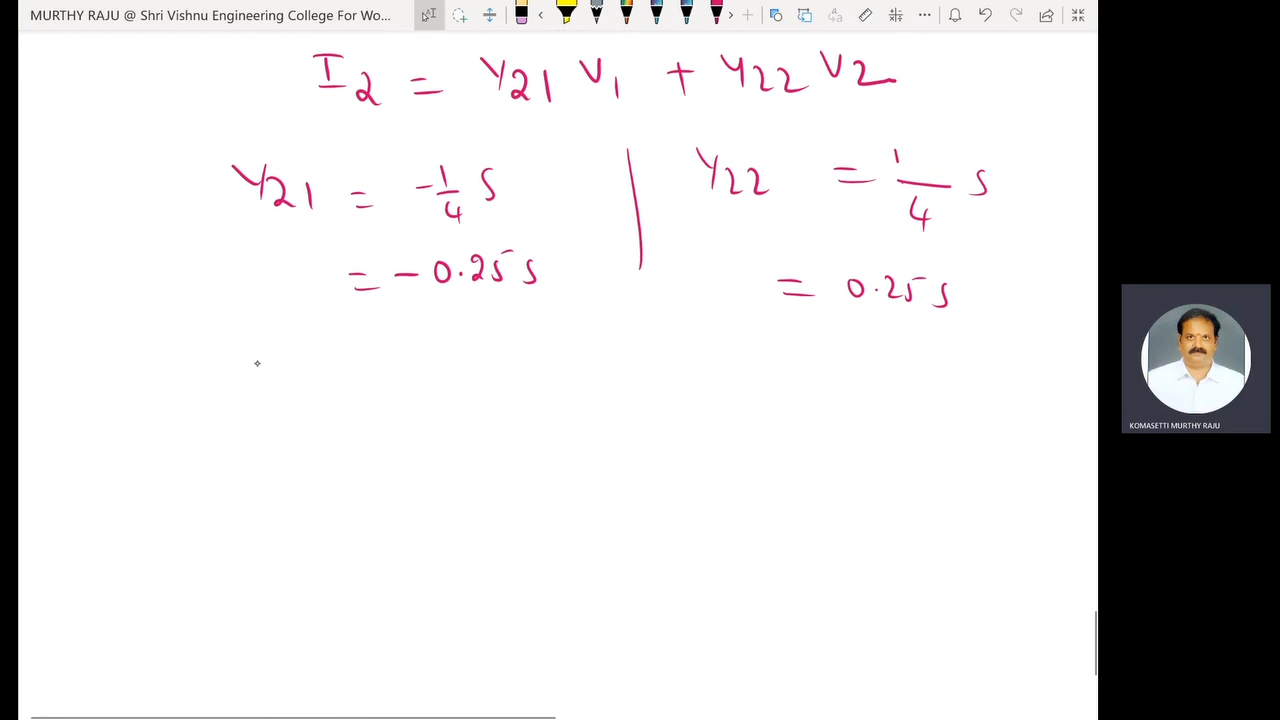 MURTHY RAJU @ Shri Vishnu Engineering College For Wo...
I2 = Y21 V1 + Y22 V2
Y21 = -1/4 S
Y22 = 1/4 S
= -0.25 S
= 0.25 S
KOMASETTI MURTHY RAJU